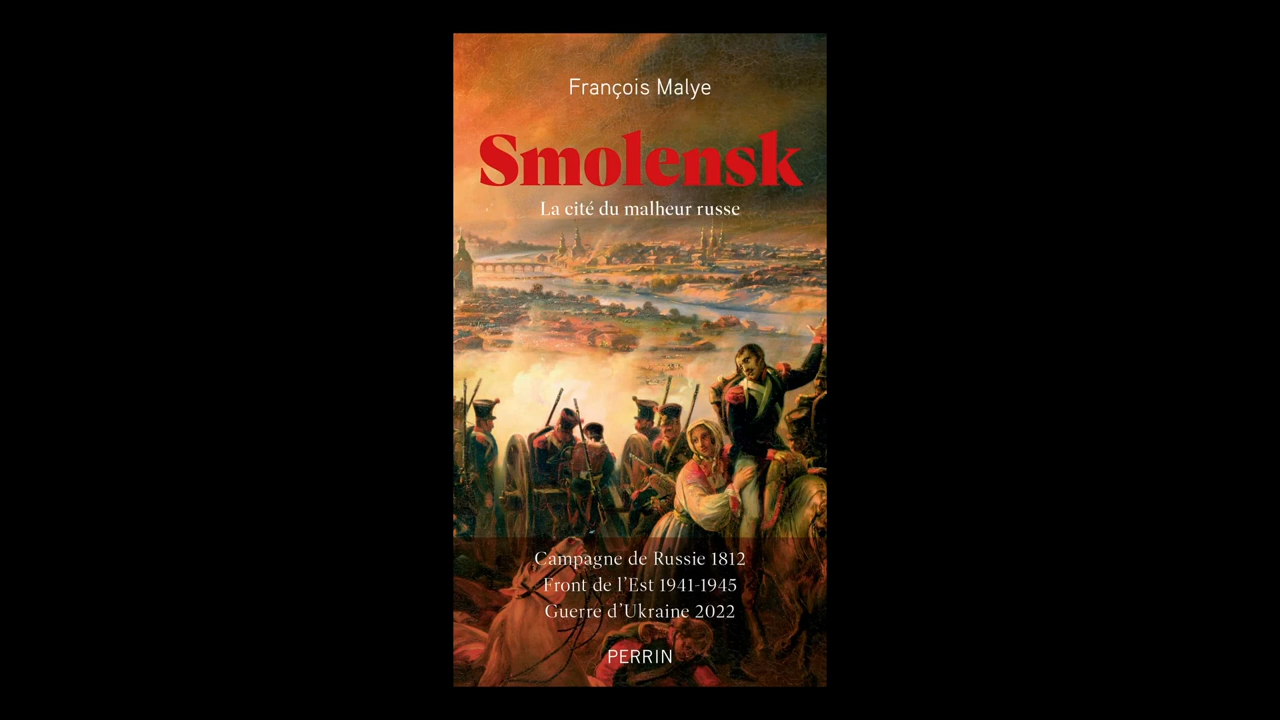 François Malye
Smolensk
La cité du malheur russe
Campagne de Russie 1812
Front de l’Est 1941-1945
Guerre d’Ukraine 2022
PERRIN